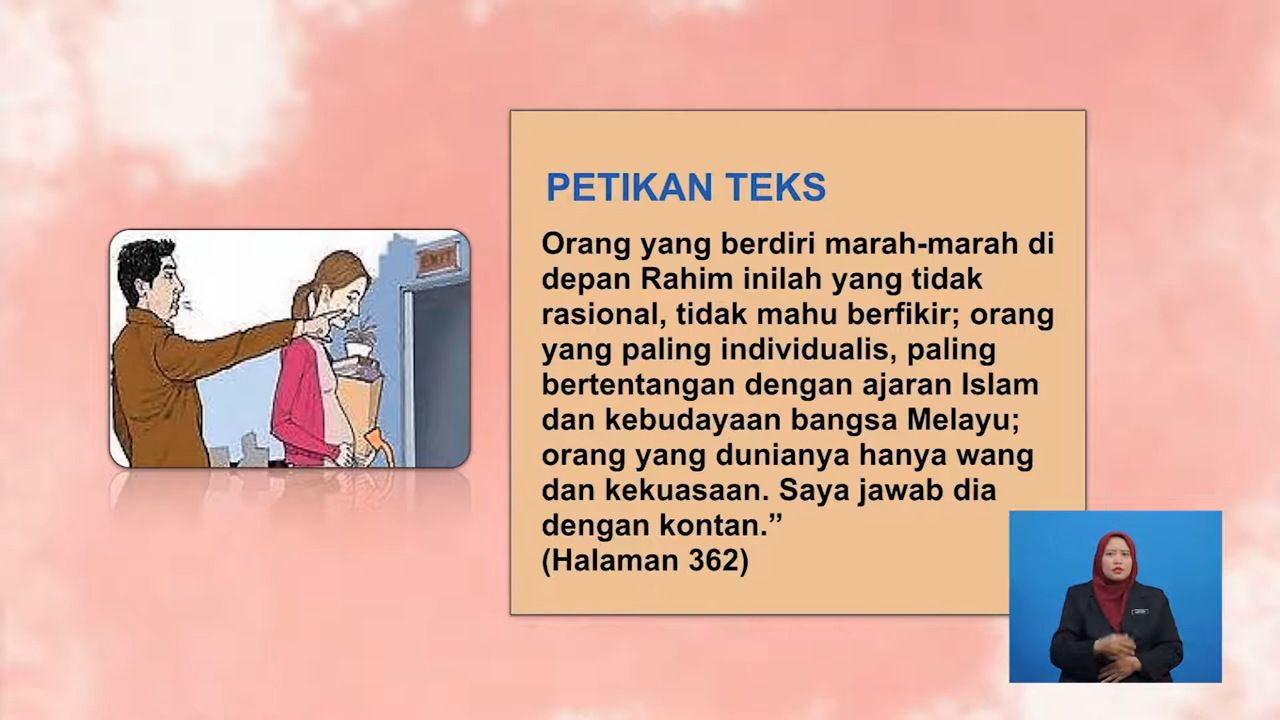 PETIKAN TEKS
Orang yang berdiri marah-marah di
depan Rahim inilah yang tidak
rasional, tidak mahu berfikir; orang
yang paling individualis, paling
bertentangan dengan ajaran Islam
dan kebudayaan bangsa Melayu;
orang yang dunianya hanya wang
dan kekuasaan. Saya jawab dia
dengan kontan.”
(Halaman 362)
EXIT